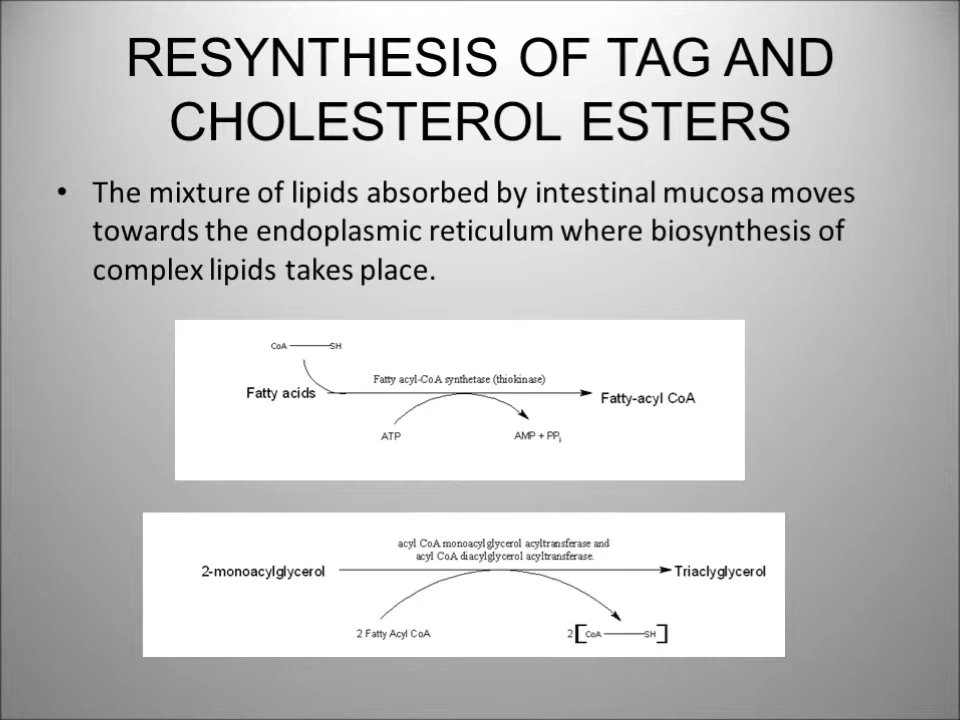 RESYNTHESIS OF TAG AND
CHOLESTEROL ESTERS
• The mixture of lipids absorbed by intestinal mucosa moves
towards the endoplasmic reticulum where biosynthesis of
complex lipids takes place.
CoA SH
Fatty acyl-CoA synthetase (thiokinase)
Fatty acids
Fatty-acyl CoA
ATP
AMP + PPi
acyl CoA monoacylglycerol acyltransferase and
acyl CoA diacylglycerol acyltransferase.
2-monoacylglycerol
Triaclyglycerol
2 Fatty Acyl CoA
2 [CoA SH]